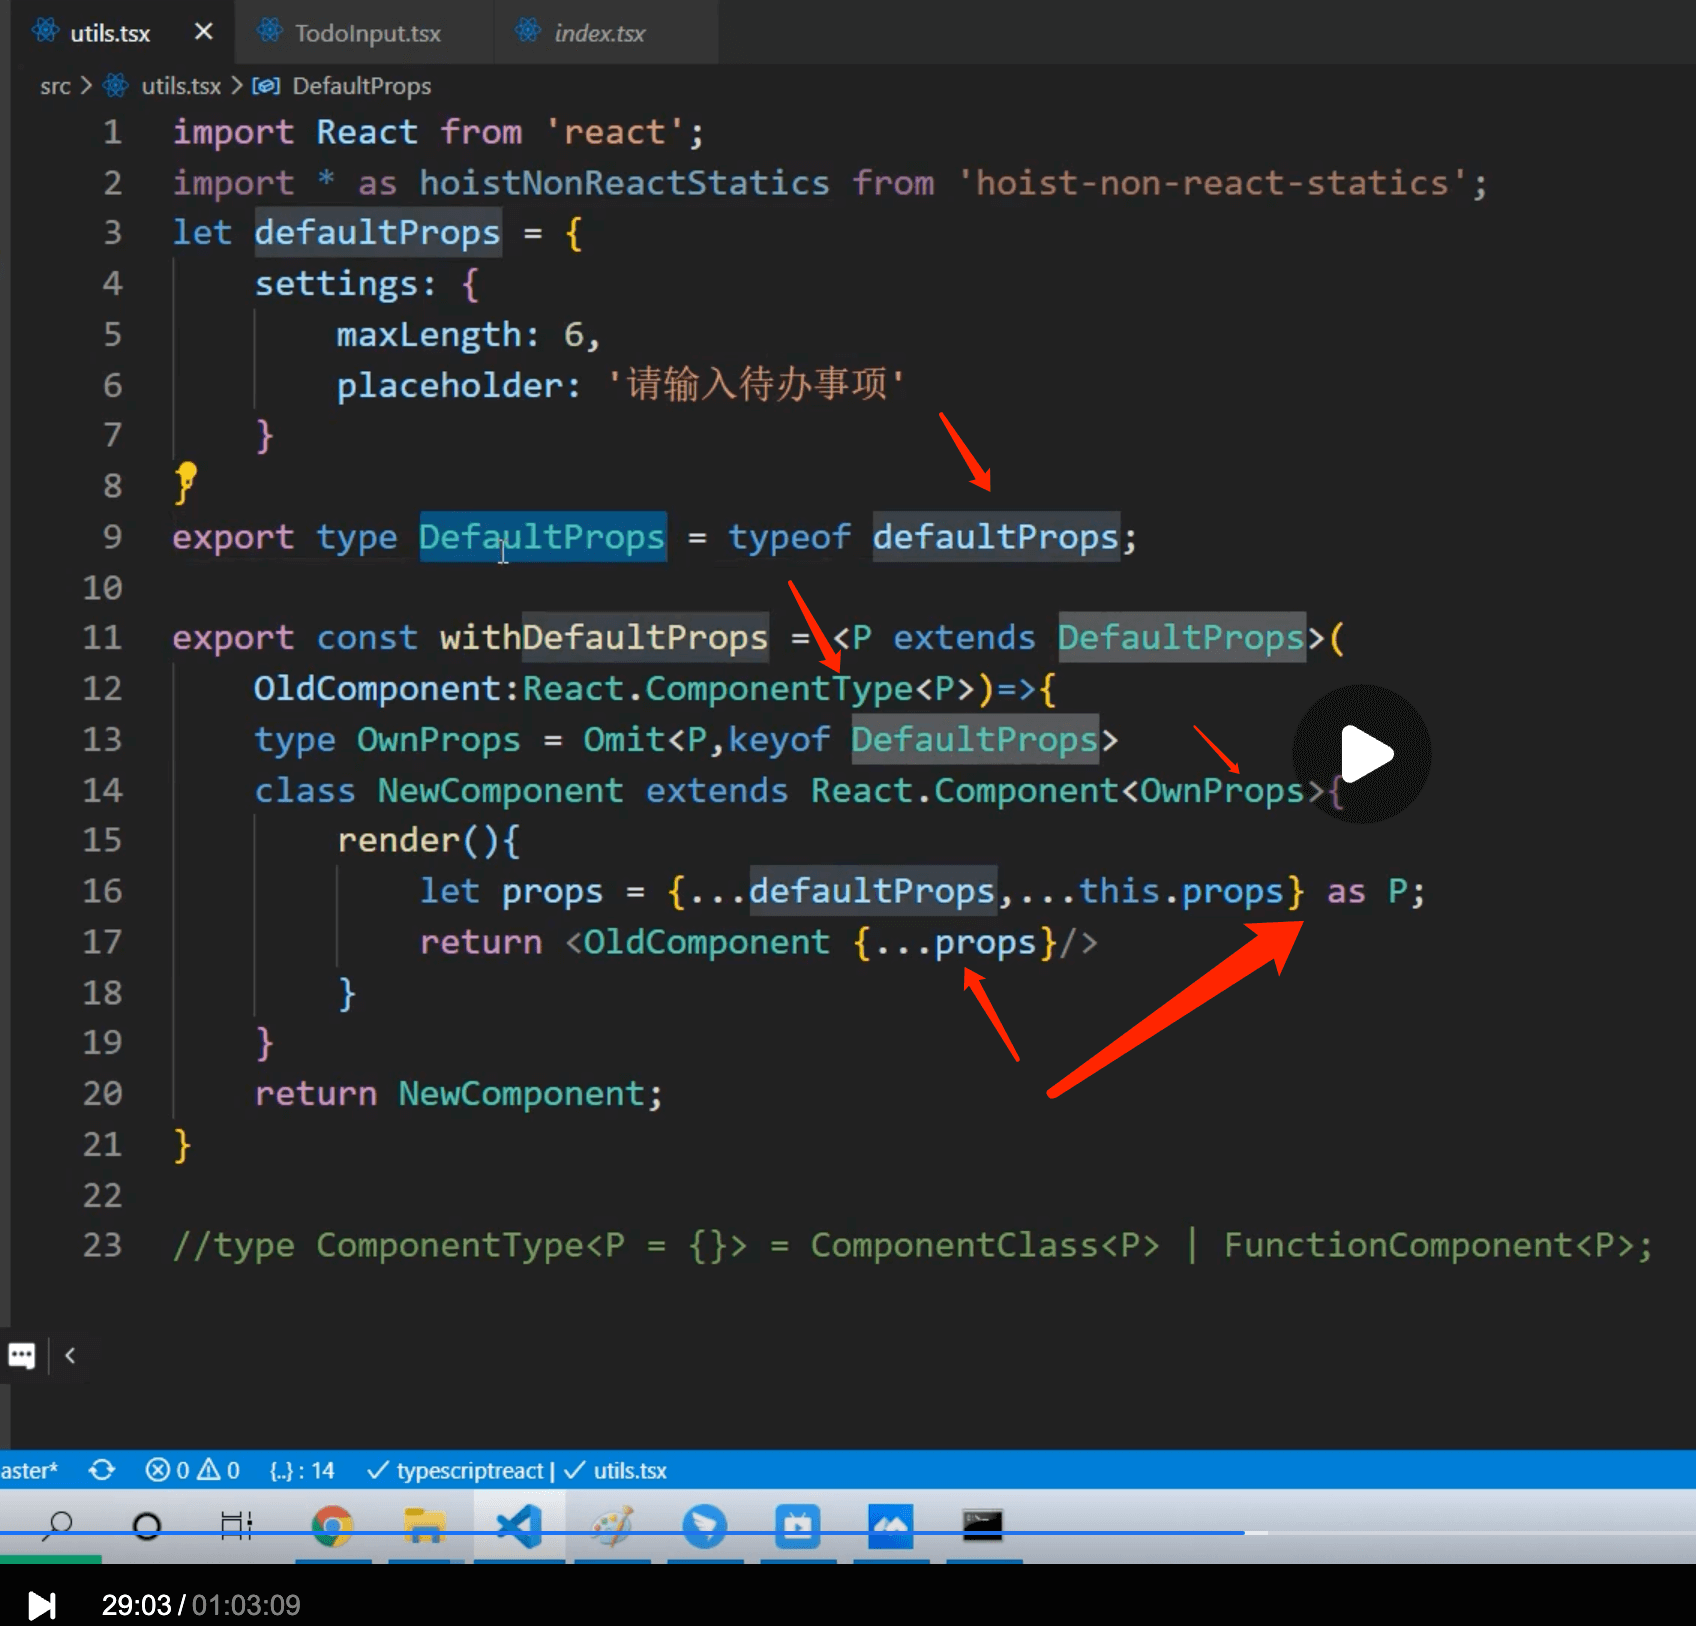 utils.tsx
TodoInput.tsx
index.tsx
src > utils.tsx > DefaultProps
1 import React from 'react';
2 import * as hoistNonReactStatics from 'hoist-non-react-statics';
3 let defaultProps = {
4 settings: {
5 maxLength: 6,
6 placeholder: '请输入待办事项'
7 }
8 }
9 export type DefaultProps = typeof defaultProps;
10
11 export const withDefaultProps = <P extends DefaultProps>(
12 OldComponent:React.ComponentType<P>)=>{
13 type OwnProps = Omit<P,keyof DefaultProps>
14 class NewComponent extends React.Component<OwnProps>{
15 render(){
16 let props = {...defaultProps,...this.props} as P;
17 return <OldComponent {...props}/>
18 }
19 }
20 return NewComponent;
21 }
22
23 //type ComponentType<P = {}> = ComponentClass<P> | FunctionComponent<P>;
aster* 0 0 {..} : 14 typescriptreact | utils.tsx
29:03 / 01:03:09